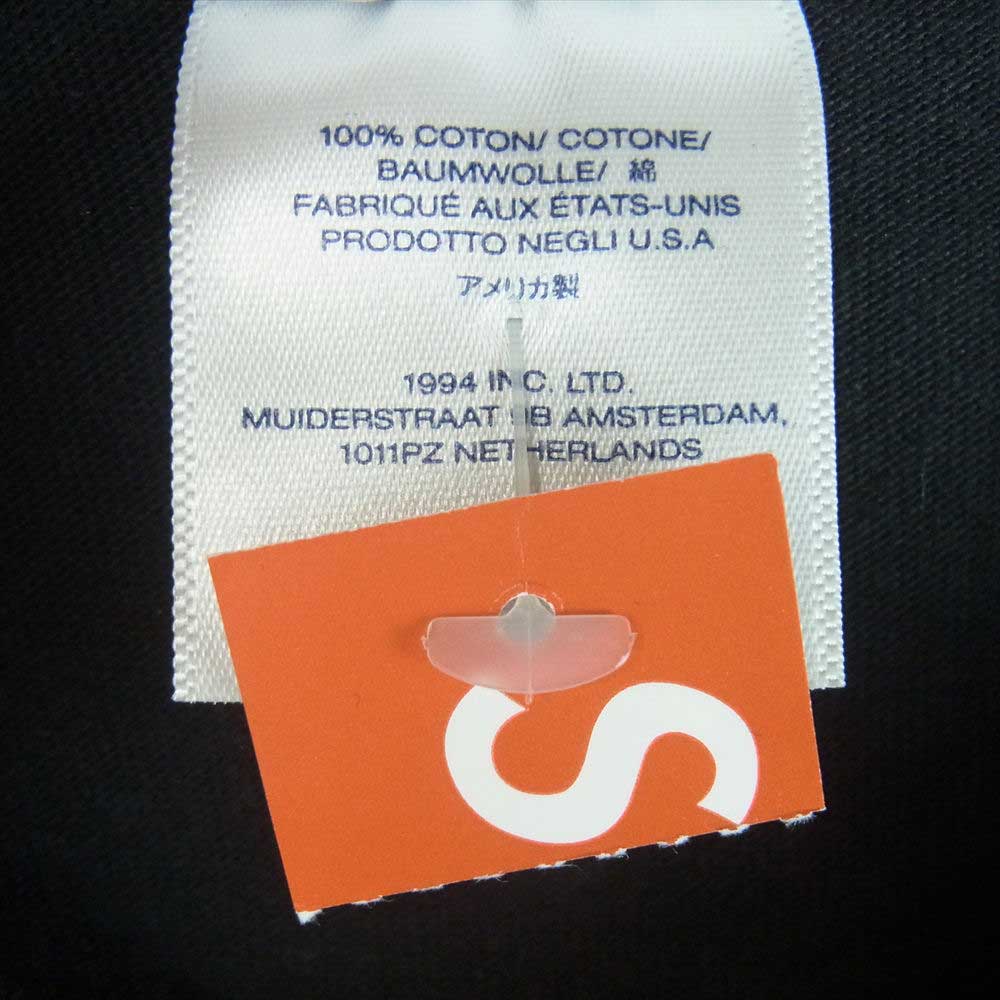 100% COTON/ COTONE/
BAUMWOLLE/ 綿
FABRIQUÉ AUX ÉTATS-UNIS
PRODOTTO NEGLI U.S.A
アメリカ製
1994 INC. LTD.
MUIDERSTRAAT 9B AMSTERDAM,
1011PZ NETHERLANDS
S